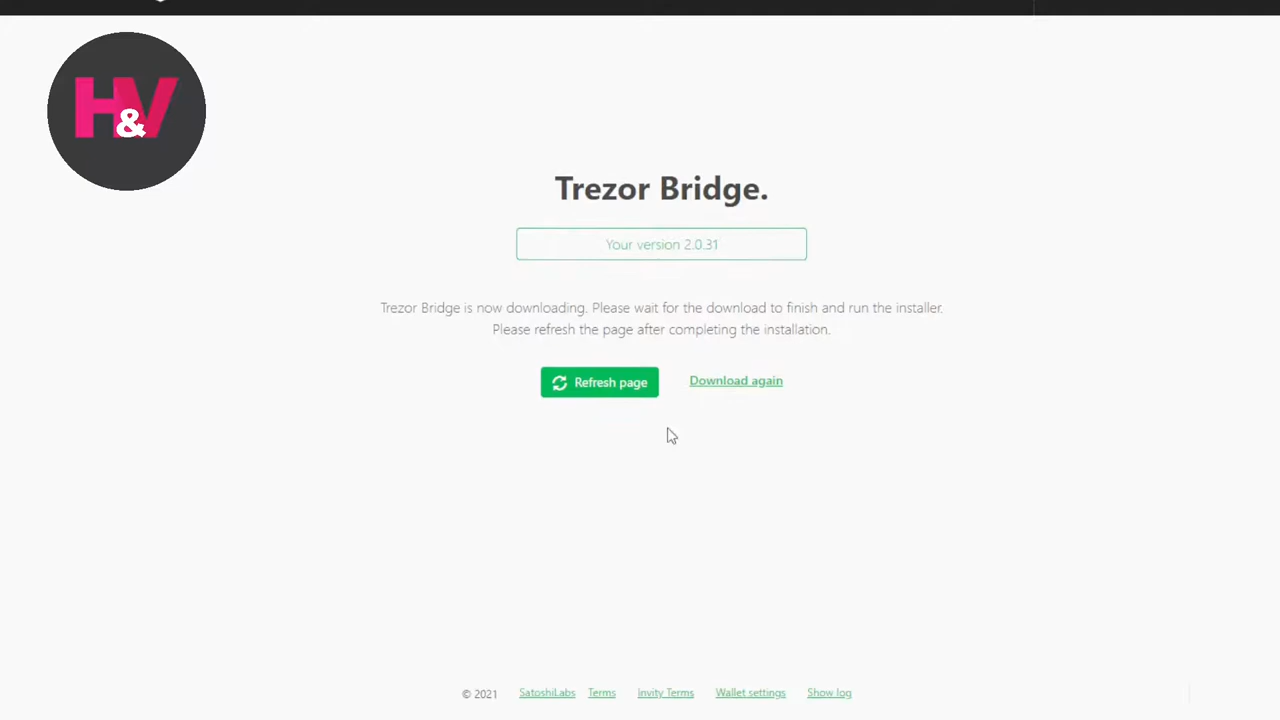 H&V
Trezor Bridge.
Your version 2.0.31
Trezor Bridge is now downloading. Please wait for the download to finish and run the installer.
Please refresh the page after completing the installation.
Refresh page Download again
© 2021 SatoshiLabs Terms Invity Terms Wallet settings Show log